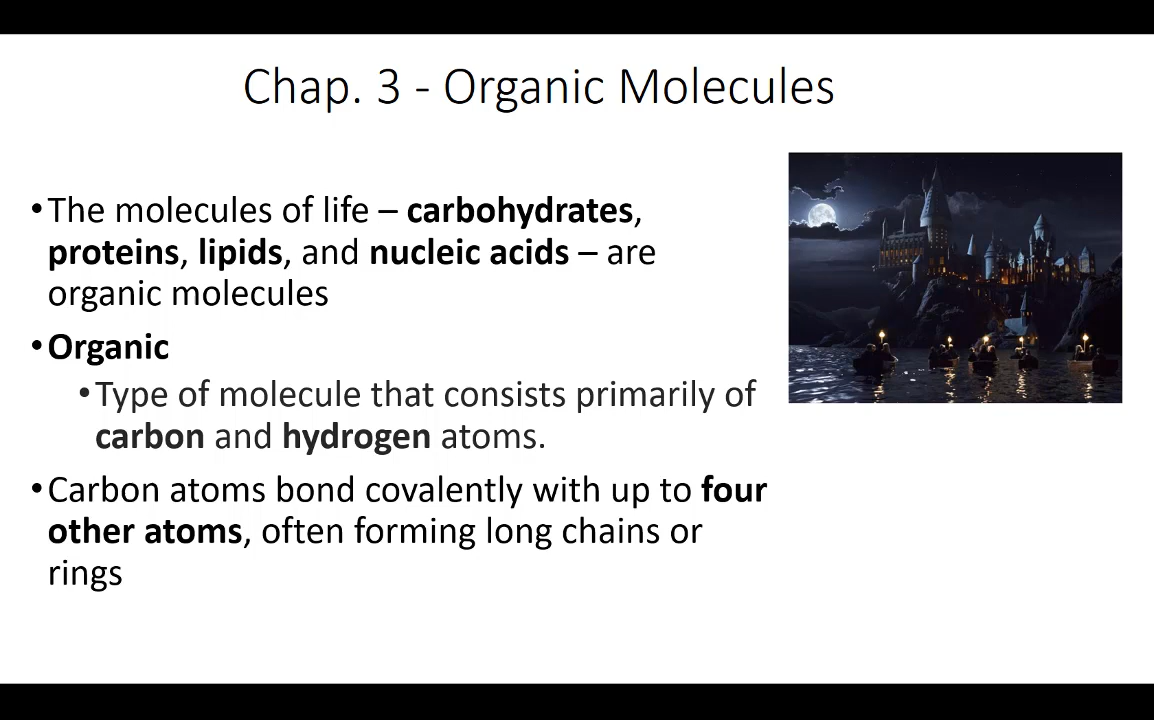 Chap. 3 - Organic Molecules
•The molecules of life – carbohydrates,
proteins, lipids, and nucleic acids – are
organic molecules
•Organic
•Type of molecule that consists primarily of
carbon and hydrogen atoms.
•Carbon atoms bond covalently with up to four
other atoms, often forming long chains or
rings